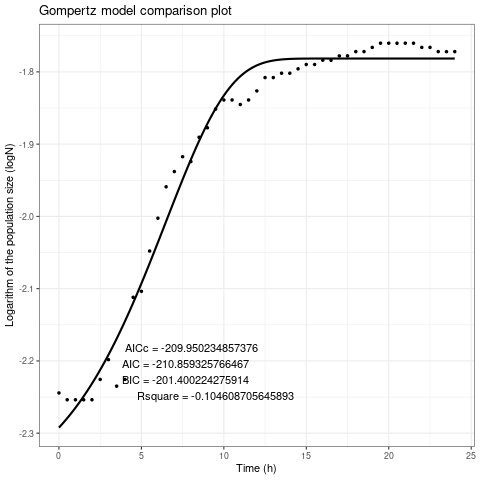 Gompertz model comparison plot
Logarithm of the population size (logN)
-1.8
-1.9
-2.0
-2.1
-2.2
-2.3
AICc = -209.950234857376
AIC = -210.859325766467
BIC = -201.400224275914
Rsquare = -0.104608705645893
0 5 10 15 20 25
Time (h)